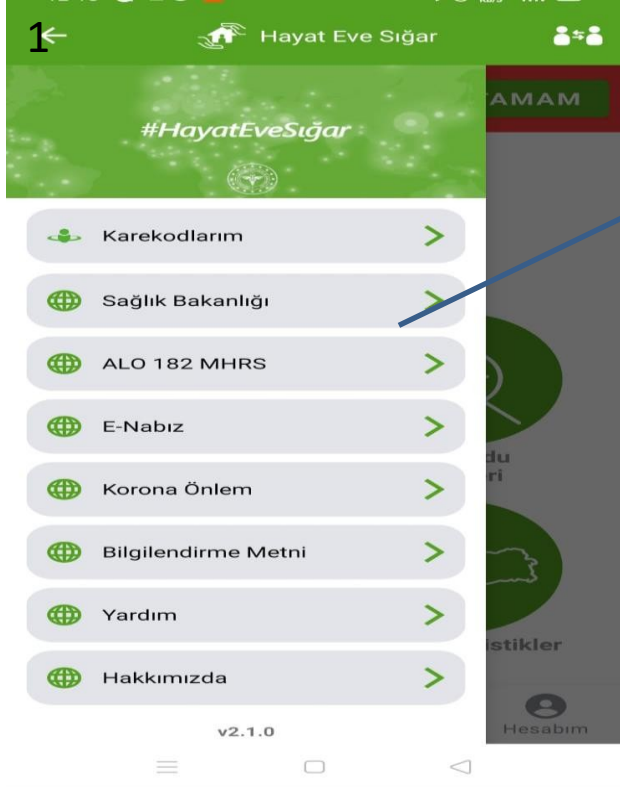 1
Hayat Eve Sığar
AMAM
#HayatEveSığar
Karekodlarım
Sağlık Bakanlığı
ALO 182 MHRS
E-Nabız
Korona Önlem
Bilgilendirme Metni
Yardım
Hakkımızda
v2.1.0
du
ri
istikler
Hesabım